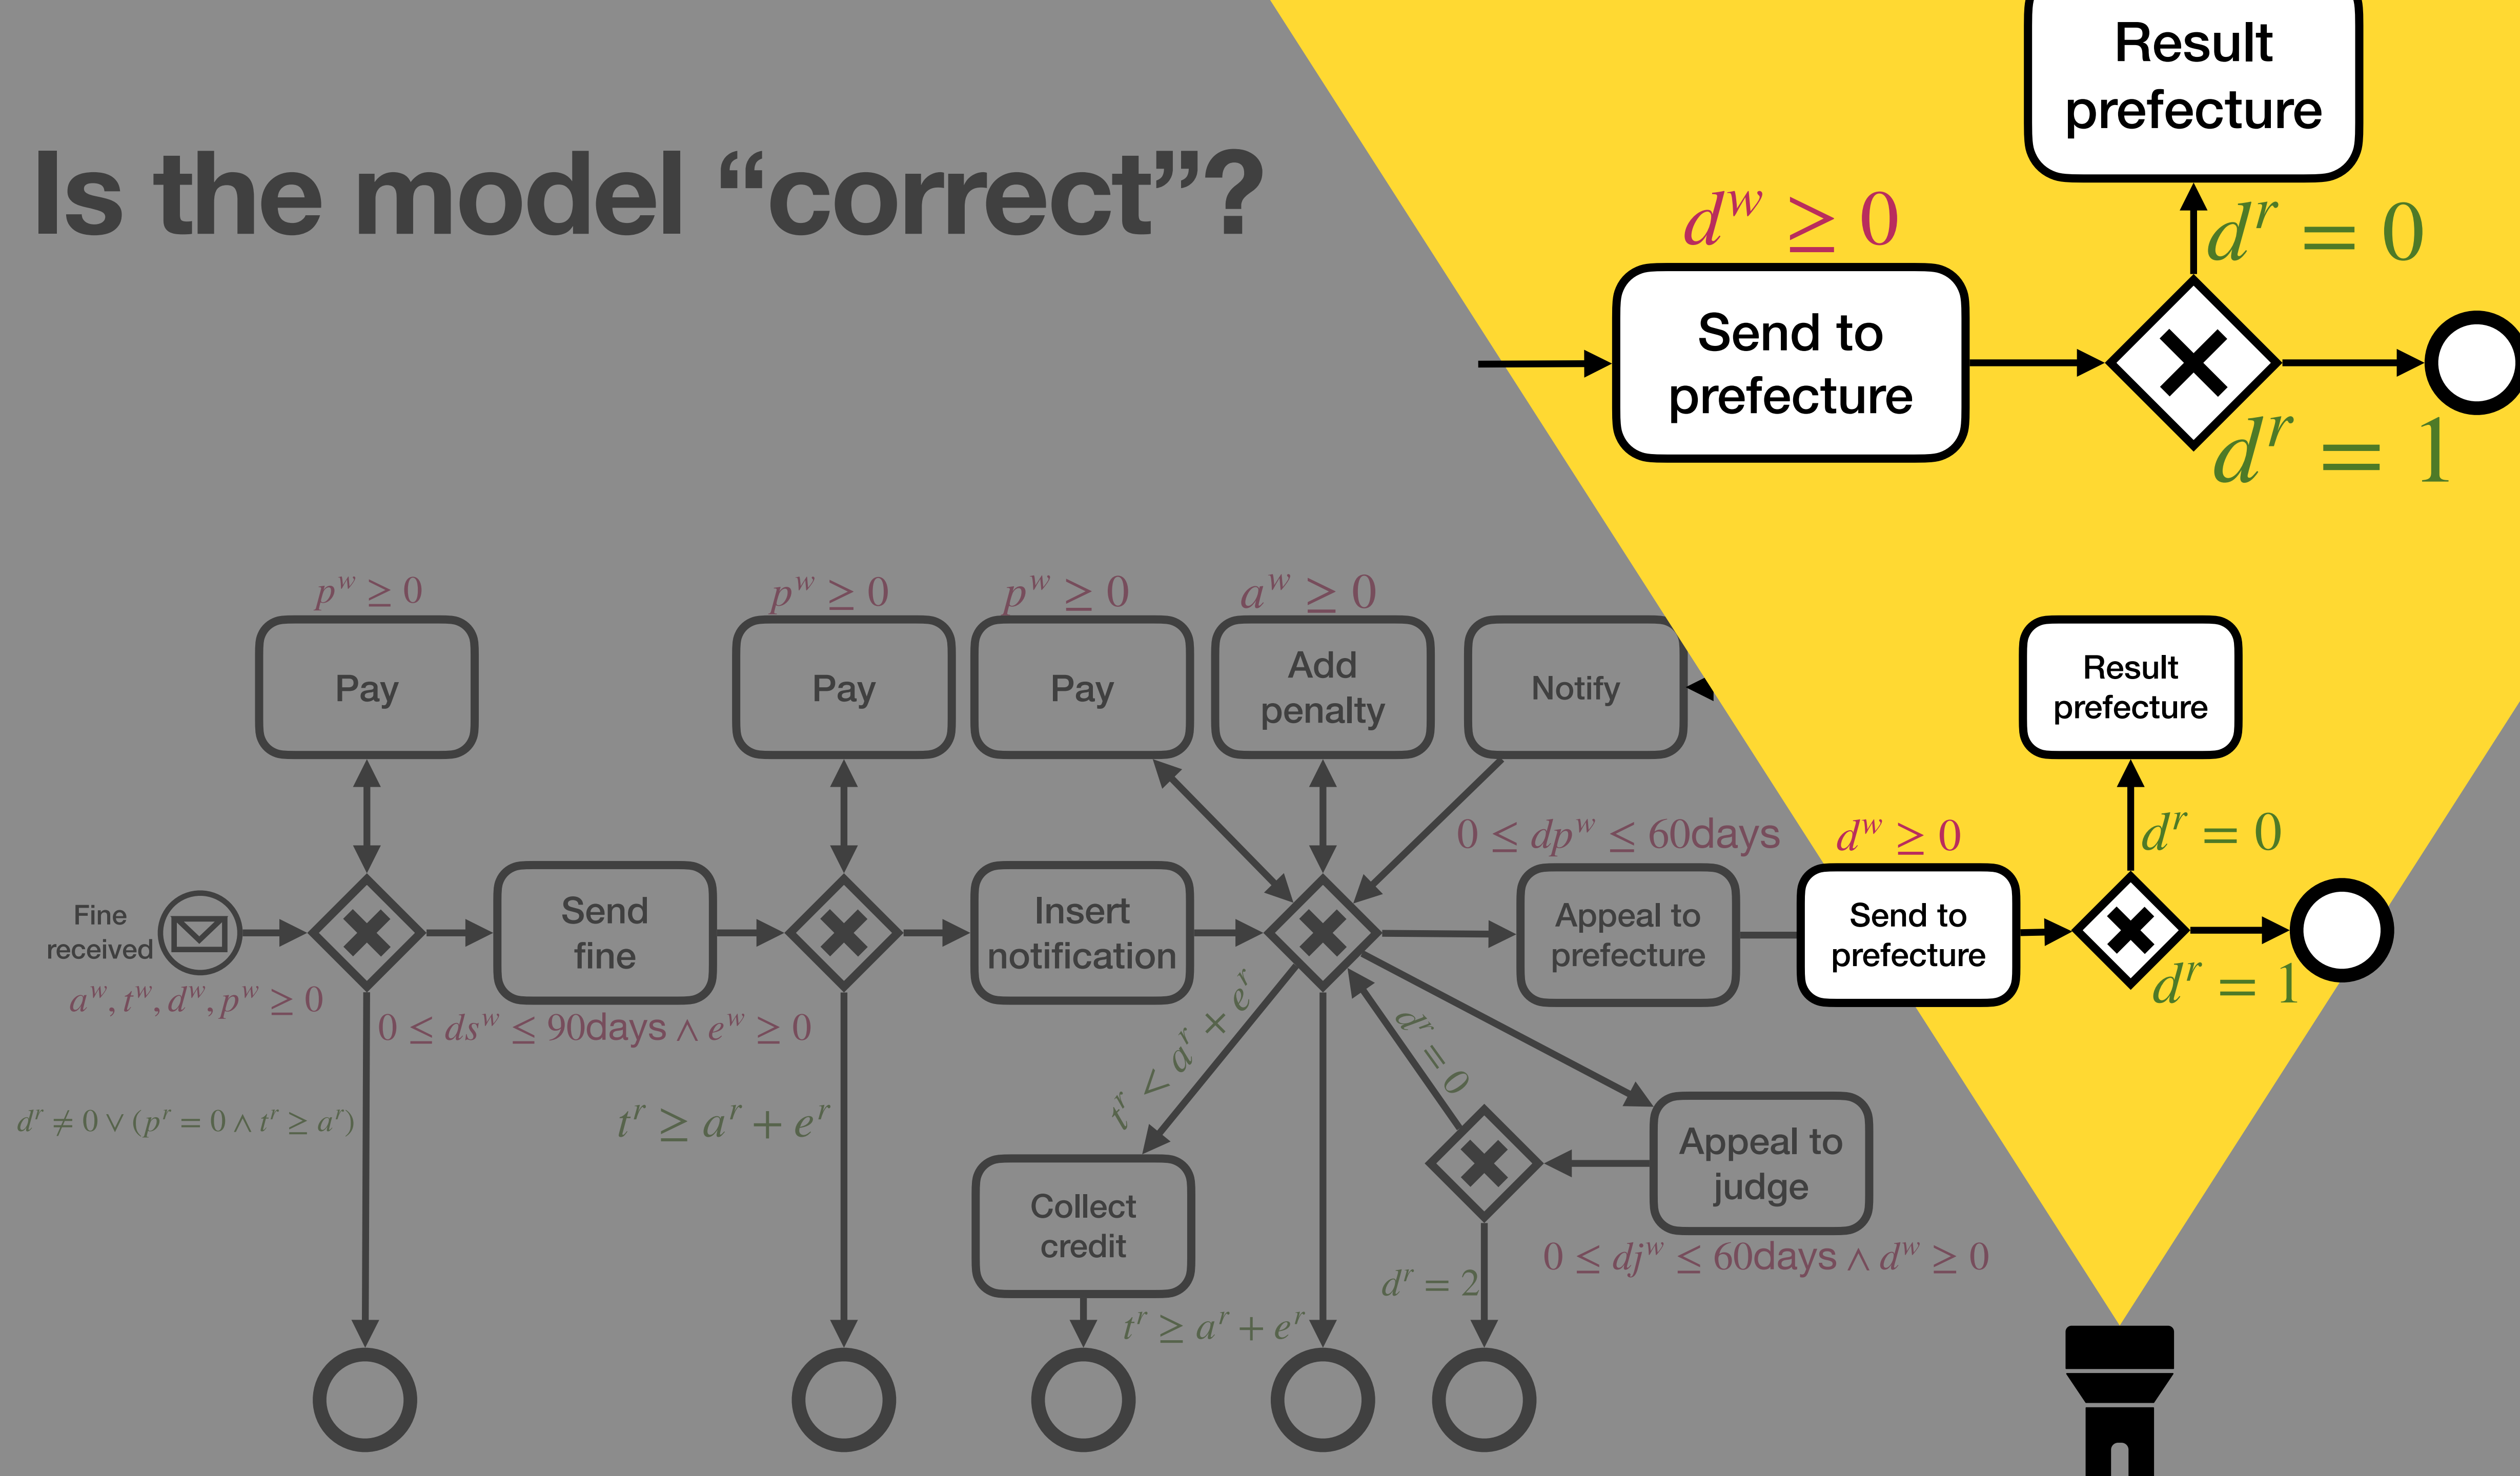 Is the model “correct”?
Result
prefecture
d^w ≥ 0
d^r = 0
Send to
prefecture
d^r = 1
p^w ≥ 0
p^w ≥ 0
p^w ≥ 0
a^w ≥ 0
Pay
Pay
Pay
Add
penalty
Notify
Result
prefecture
0 ≤ dp^w ≤ 60days
d^w ≥ 0
d^r = 0
Fine
received
Send
fine
Insert
notification
Appeal to
prefecture
Send to
prefecture
d^r = 1
a^w, t^w, d^w, p^w ≥ 0
0 ≤ ds^w ≤ 90days ∧ e^w ≥ 0
t^r < a^r × e^r
d^r = 0
d^r ≠ 0 ∨ (p^r = 0 ∧ t^r ≥ a^r)
t^r ≥ a^r + e^r
Appeal to
judge
Collect
credit
0 ≤ dj^w ≤ 60days ∧ d^w ≥ 0
d^r = 2
t^r ≥ a^r + e^r